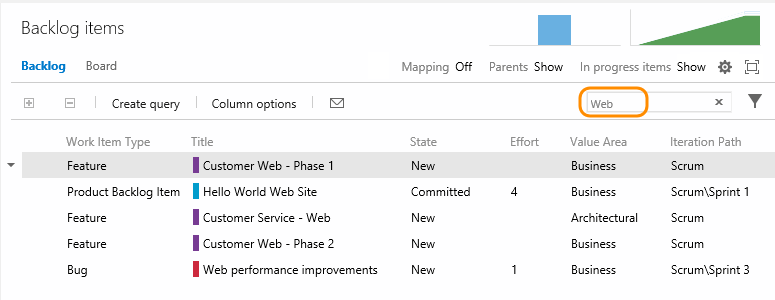 Backlog items
Backlog Board Mapping Off Parents Show In progress items Show
Create query Column options Web
Work Item Type Title State Effort Value Area Iteration Path
Feature Customer Web - Phase 1 New Business Scrum
Product Backlog Item Hello World Web Site Committed 4 Business Scrum\Sprint 1
Feature Customer Service - Web New Architectural Scrum
Feature Customer Web - Phase 2 New Business Scrum
Bug Web performance improvements New 1 Business Scrum\Sprint 3